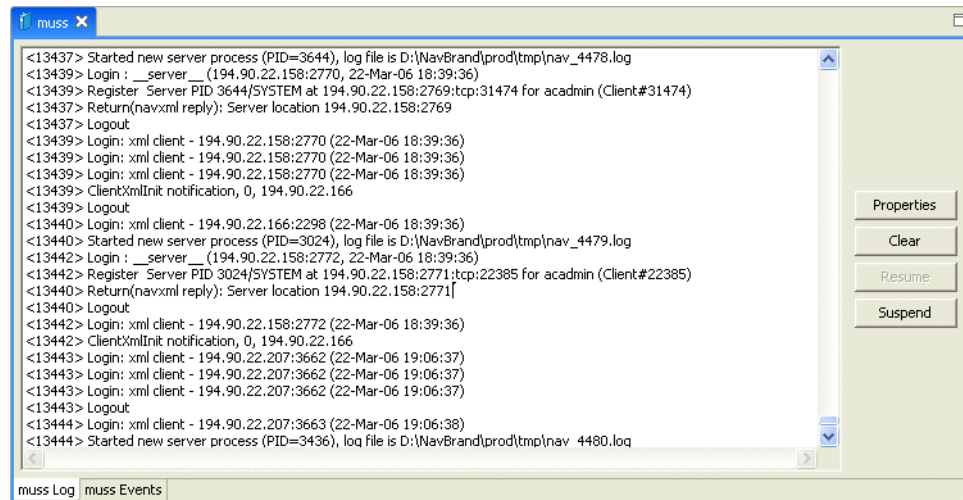 muss
<13437> Started new server process (PID=3644), log file is D:\NavBrand\prod\tmp\nav_4478.log
<13439> Login : __server__ (194.90.22.158:2770, 22-Mar-06 18:39:36)
<13439> Register  Server PID 3644/SYSTEM at 194.90.22.158:2769:tcp:31474 for acadmin (Client#31474)
<13437> Return(navxml reply): Server location 194.90.22.158:2769
<13437> Logout
<13439> Login: xml client - 194.90.22.158:2770 (22-Mar-06 18:39:36)
<13439> Login: xml client - 194.90.22.158:2770 (22-Mar-06 18:39:36)
<13439> Login: xml client - 194.90.22.158:2770 (22-Mar-06 18:39:36)
<13439> ClientXmlInit notification, 0, 194.90.22.166
<13439> Logout
<13440> Login: xml client - 194.90.22.166:2298 (22-Mar-06 18:39:36)
<13440> Started new server process (PID=3024), log file is D:\NavBrand\prod\tmp\nav_4479.log
<13442> Login : __server__ (194.90.22.158:2772, 22-Mar-06 18:39:36)
<13442> Register  Server PID 3024/SYSTEM at 194.90.22.158:2771:tcp:22385 for acadmin (Client#22385)
<13440> Return(navxml reply): Server location 194.90.22.158:2771
<13440> Logout
<13442> Login: xml client - 194.90.22.158:2772 (22-Mar-06 18:39:36)
<13442> ClientXmlInit notification, 0, 194.90.22.166
<13443> Login: xml client - 194.90.22.207:3662 (22-Mar-06 19:06:37)
<13443> Login: xml client - 194.90.22.207:3662 (22-Mar-06 19:06:37)
<13443> Login: xml client - 194.90.22.207:3662 (22-Mar-06 19:06:37)
<13443> Logout
<13444> Login: xml client - 194.90.22.207:3663 (22-Mar-06 19:06:38)
<13444> Started new server process (PID=3436), log file is D:\NavBrand\prod\tmp\nav_4480.log
Properties
Clear
Resume
Suspend
muss Log
muss Events